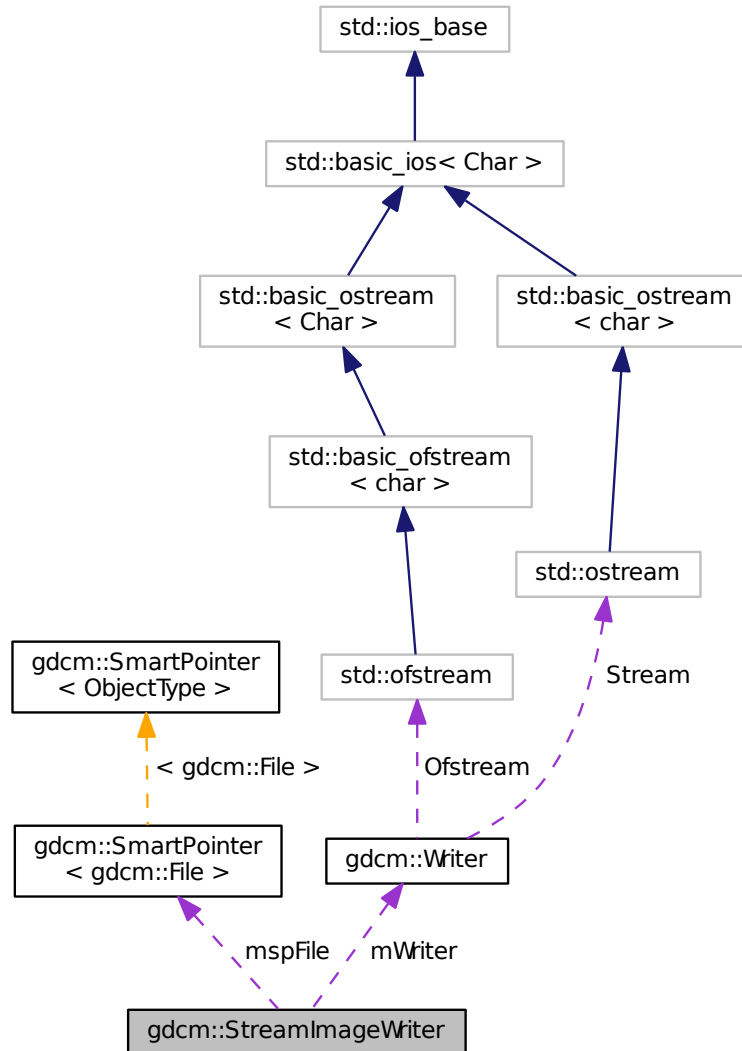 std::ios_base
std::basic_ios< Char >
std::basic_ostream
< Char >
std::basic_ostream
< char >
std::basic_ofstream
< char >
std::ostream
gdcm::SmartPointer
< ObjectType >
std::ofstream
Stream
< gdcm::File >
Ofstream
gdcm::SmartPointer
< gdcm::File >
gdcm::Writer
mspFile
mWriter
gdcm::StreamImageWriter